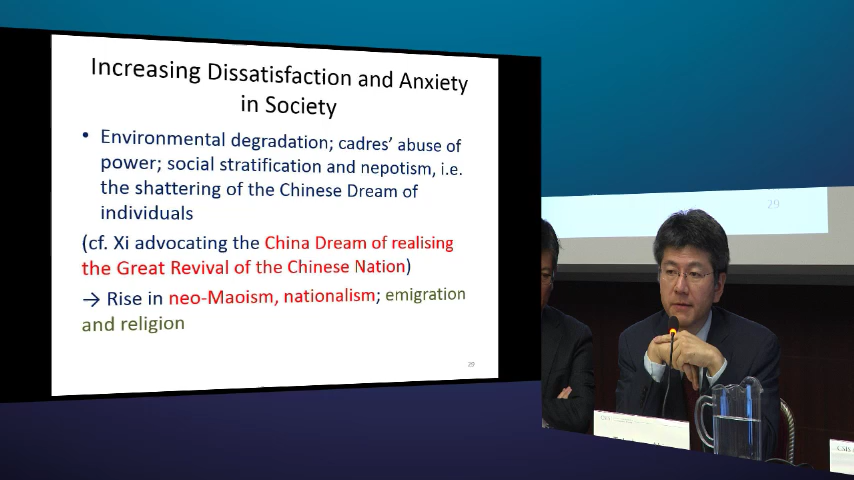 Increasing Dissatisfaction and Anxiety
in Society
• Environmental degradation; cadres' abuse of
power; social stratification and nepotism, i.e.
the shattering of the Chinese Dream of
individuals
(cf. Xi advocating the China Dream of realising
the Great Revival of the Chinese Nation)
→ Rise in neo-Maoism, nationalism; emigration
and religion
29
29
CSIS